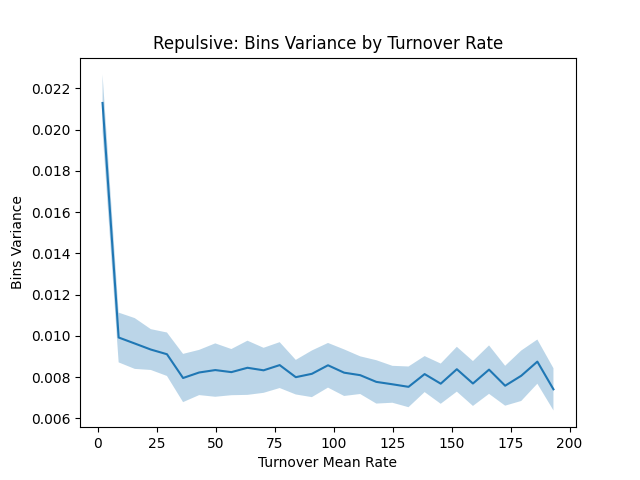 Repulsive: Bins Variance by Turnover Rate
Bins Variance
0.022
0.020
0.018
0.016
0.014
0.012
0.010
0.008
0.006
0 25 50 75 100 125 150 175 200
Turnover Mean Rate